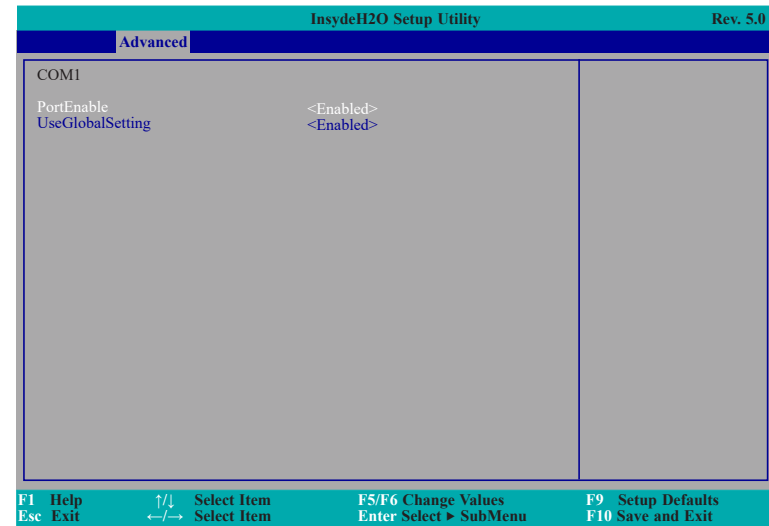 InsydeH2O Setup Utility Rev. 5.0
Advanced
COM1
PortEnable <Enabled>
UseGlobalSetting <Enabled>
F1 Help ↑/↓ Select Item F5/F6 Change Values F9 Setup Defaults
Esc Exit ←/→ Select Item Enter Select ▶ SubMenu F10 Save and Exit